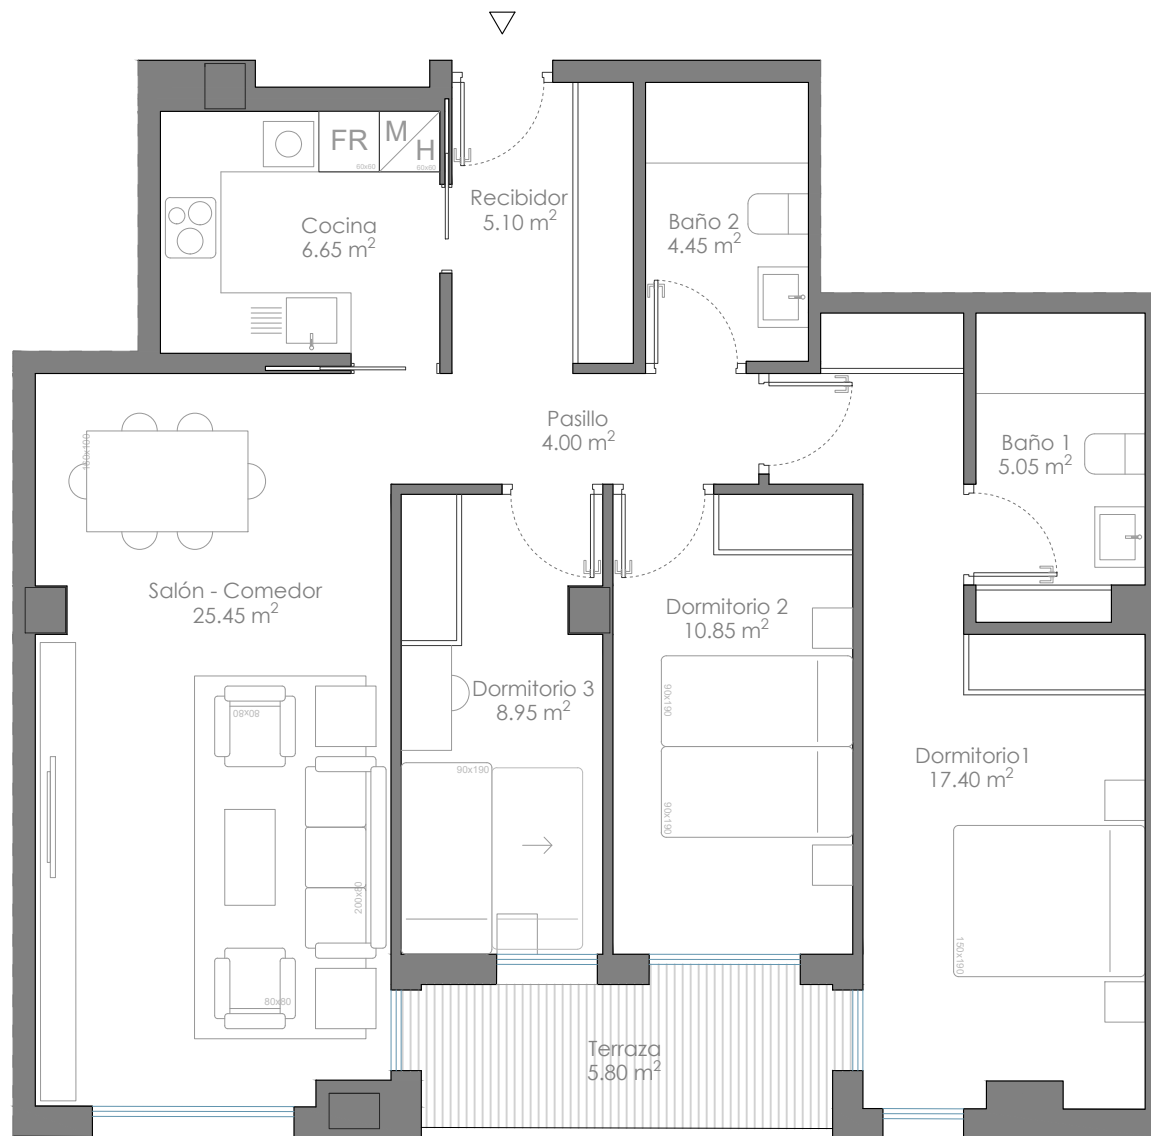 FR
M
H
60x60
60x60
Recibidor
5.10 m²
Cocina
6.65 m²
Baño 2
4.45 m²
Pasillo
4.00 m²
Baño 1
5.05 m²
160x100
Salón - Comedor
25.45 m²
Dormitorio 2
10.85 m²
Dormitorio 3
8.95 m²
80x80
90x190
Dormitorio1
17.40 m²
90x190
90x190
200x80
150x190
80x80
Terraza
5.80 m²